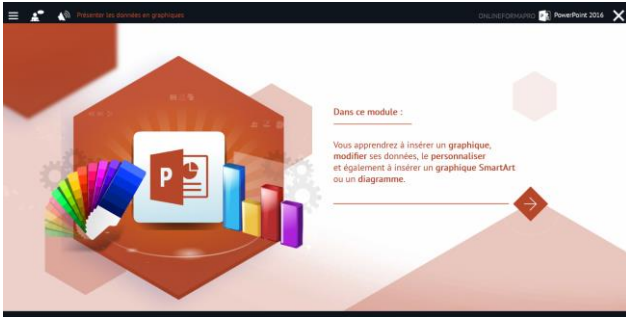 Présenter les données en graphiques
ONLINEFORMAPRO PowerPoint 2016
Dans ce module :
Vous apprendrez à insérer un graphique,
modifier ses données, le personnaliser
et également à insérer un graphique SmartArt
ou un diagramme.
P